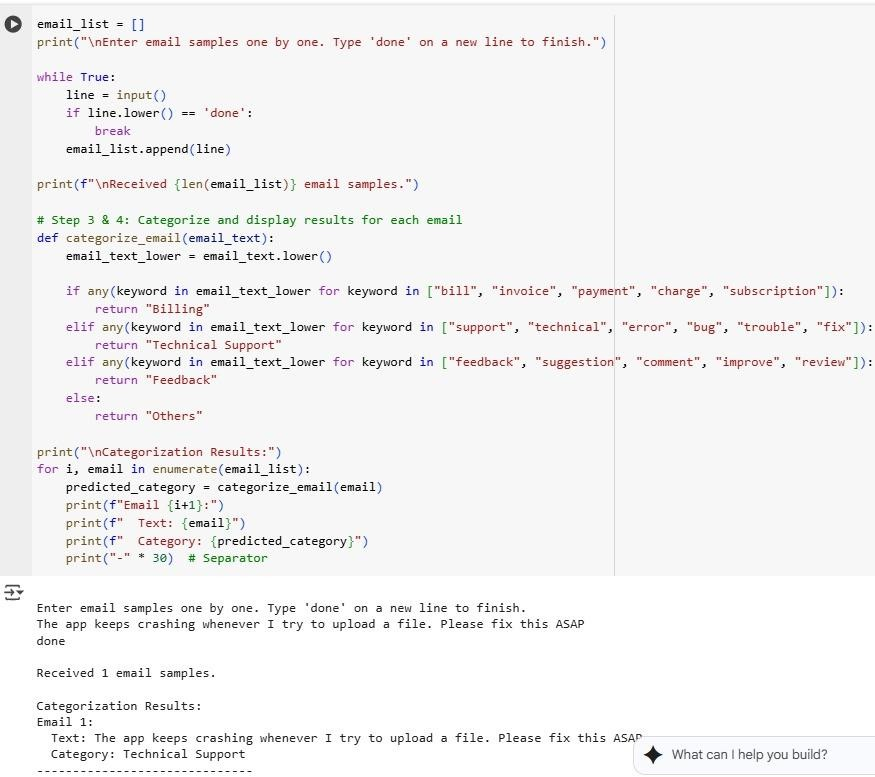 email_list = []
print("\nEnter email samples one by one. Type 'done' on a new line to finish.")

while True:
    line = input()
    if line.lower() == 'done':
        break
    email_list.append(line)

print(f"\nReceived {len(email_list)} email samples.")

# Step 3 & 4: Categorize and display results for each email
def categorize_email(email_text):
    email_text_lower = email_text.lower()

    if any(keyword in email_text_lower for keyword in ["bill", "invoice", "payment", "charge", "subscription"]):
        return "Billing"
    elif any(keyword in email_text_lower for keyword in ["support", "technical", "error", "bug", "trouble", "fix"]):
        return "Technical Support"
    elif any(keyword in email_text_lower for keyword in ["feedback", "suggestion", "comment", "improve", "review"]):
        return "Feedback"
    else:
        return "Others"

print("\nCategorization Results:")
for i, email in enumerate(email_list):
    predicted_category = categorize_email(email)
    print(f"Email {i+1}:")
    print(f"  Text: {email}")
    print(f"  Category: {predicted_category}")
    print("-" * 30)  # Separator

Enter email samples one by one. Type 'done' on a new line to finish.
The app keeps crashing whenever I try to upload a file. Please fix this ASAP
done

Received 1 email samples.

Categorization Results:
Email 1:
  Text: The app keeps crashing whenever I try to upload a file. Please fix this ASAP
  Category: Technical Support
------------------------------
What can I help you build?